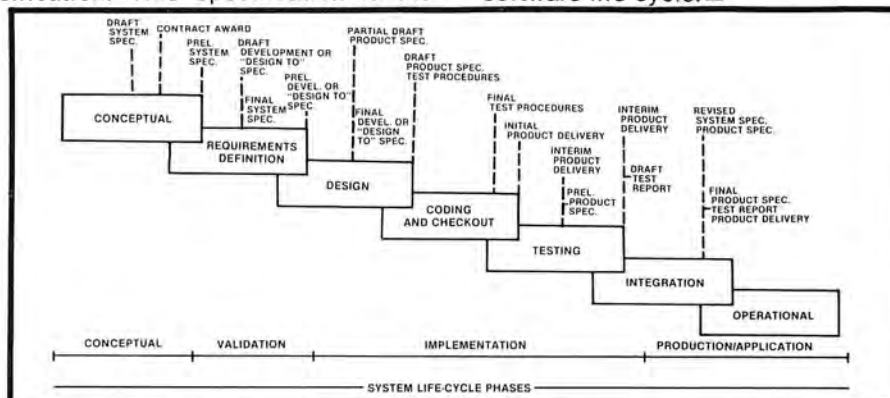 DRAFT
SYSTEM
SPEC.
CONTRACT AWARD
PREL.
SYSTEM
SPEC.
DRAFT
DEVELOPMENT OR
"DESIGN TO"
SPEC.
FINAL
SYSTEM
SPEC.
PREL.
DEVEL. OR
"DESIGN TO"
SPEC.
PARTIAL DRAFT
PRODUCT SPEC.
FINAL
DEVEL. OR
"DESIGN
TO" SPEC.
DRAFT
PRODUCT SPEC.
TEST PROCEDURES
FINAL
TEST PROCEDURES
INITIAL
PRODUCT DELIVERY
INTERIM
PRODUCT
DELIVERY
PREL.
PRODUCT
SPEC.
INTERIM
PRODUCT
DELIVERY
DRAFT
TEST
REPORT
REVISED
SYSTEM SPEC.
PRODUCT SPEC.
FINAL
PRODUCT SPEC.
TEST REPORT
PRODUCT DELIVERY
CONCEPTUAL
REQUIREMENTS
DEFINITION
DESIGN
CODING
AND CHECKOUT
TESTING
INTEGRATION
OPERATIONAL
CONCEPTUAL VALIDATION IMPLEMENTATION PRODUCTION/APPLICATION
SYSTEM LIFE-CYCLE PHASES